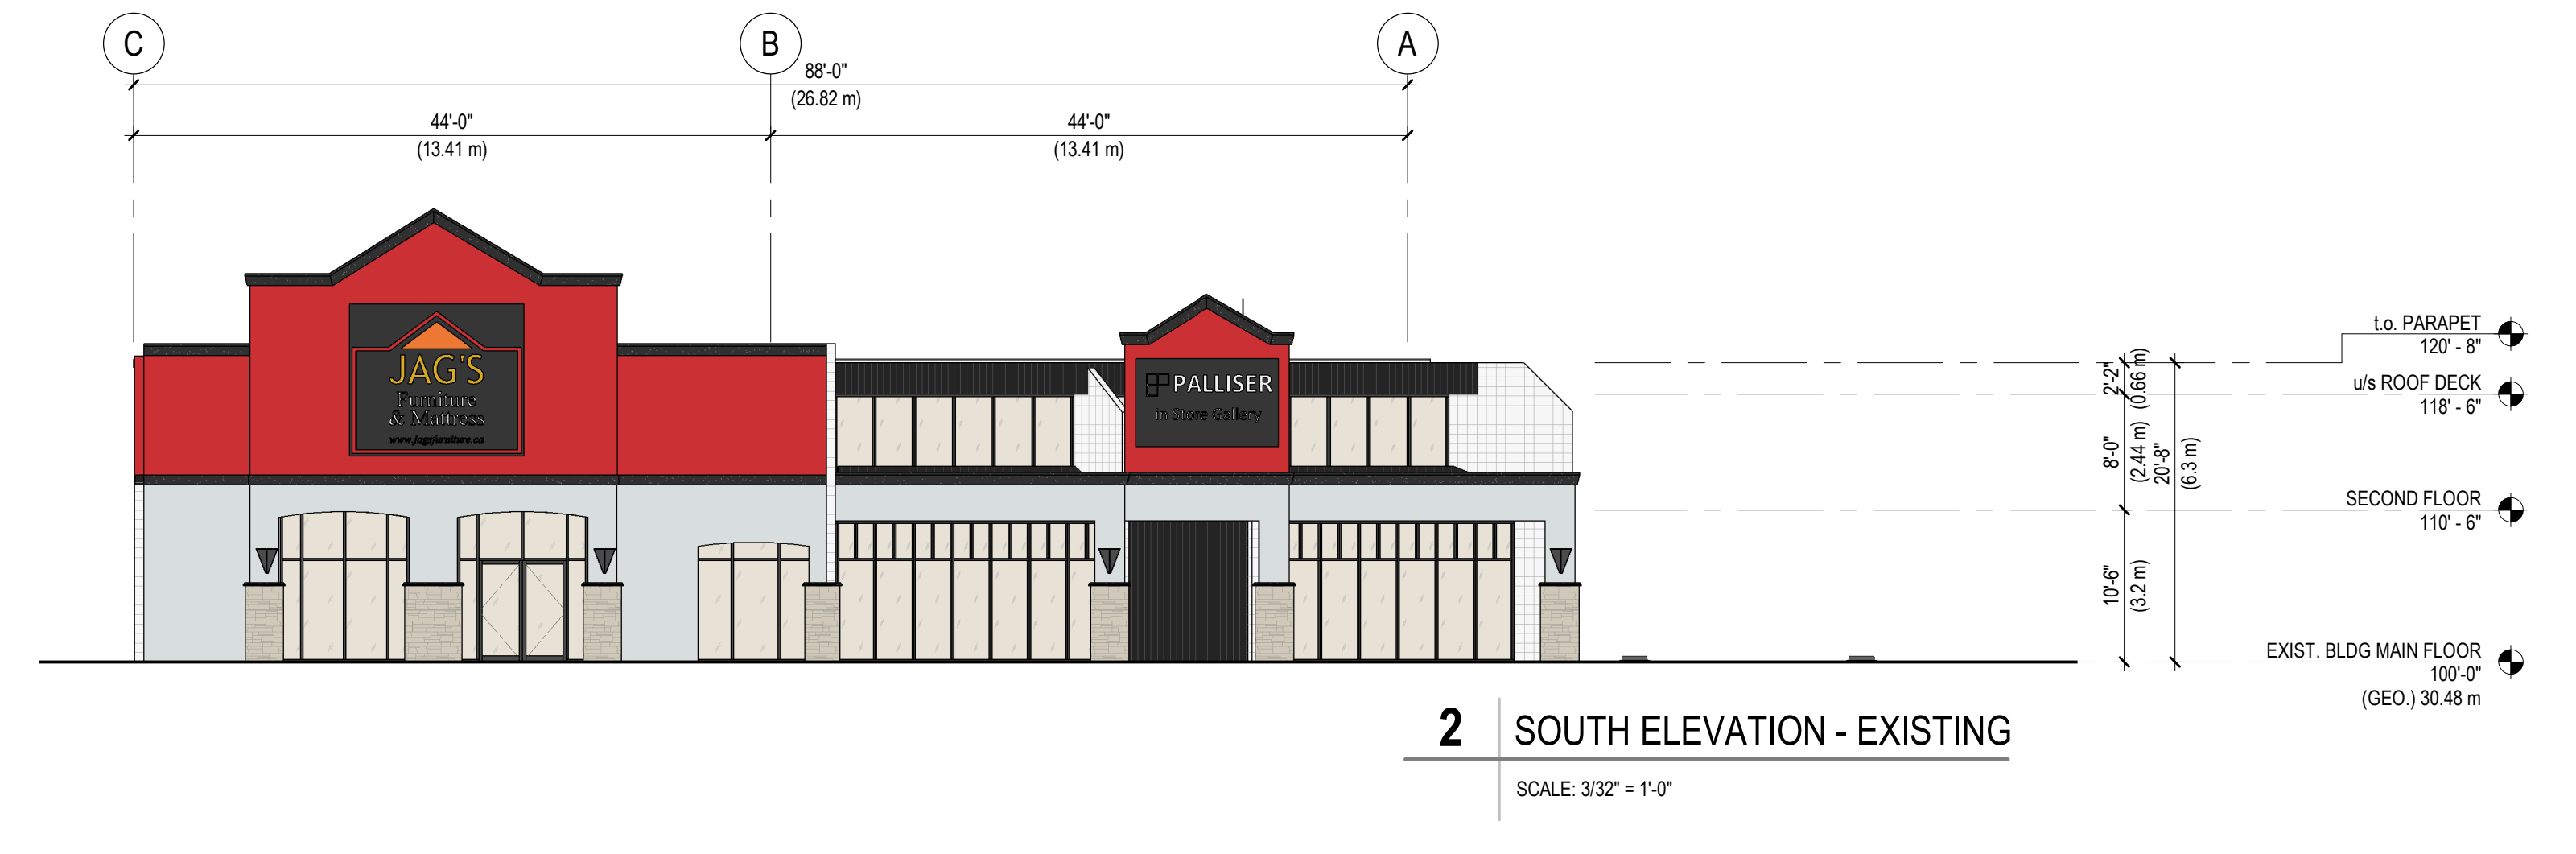 C
B
A
88'-0"
(26.82 m)
44'-0"
44'-0"
(13.41 m)
(13.41 m)
JAG'S
Furniture
& Mattress
www.jagsfurniture.ca
PALLISER
in Store Gallery
t.o. PARAPET
120' - 8"
u/s ROOF DECK
118' - 6"
SECOND FLOOR
110' - 6"
EXIST. BLDG MAIN FLOOR
100'-0"
(GEO.) 30.48 m
2'-2"
(0.66 m)
8'-0"
(2.44 m)
20'-8"
(6.3 m)
10'-6"
(3.2 m)
2
SOUTH ELEVATION - EXISTING
SCALE: 3/32" = 1'-0"